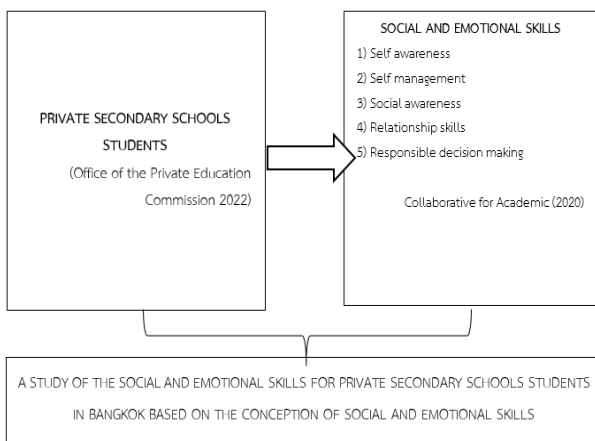 PRIVATE SECONDARY SCHOOLS
STUDENTS
(Office of the Private Education
Commission 2022)
SOCIAL AND EMOTIONAL SKILLS
1) Self awareness
2) Self management
3) Social awareness
4) Relationship skills
5) Responsible decision making
Collaborative for Academic (2020)
A STUDY OF THE SOCIAL AND EMOTIONAL SKILLS FOR PRIVATE SECONDARY SCHOOLS STUDENTS
IN BANGKOK BASED ON THE CONCEPTION OF SOCIAL AND EMOTIONAL SKILLS